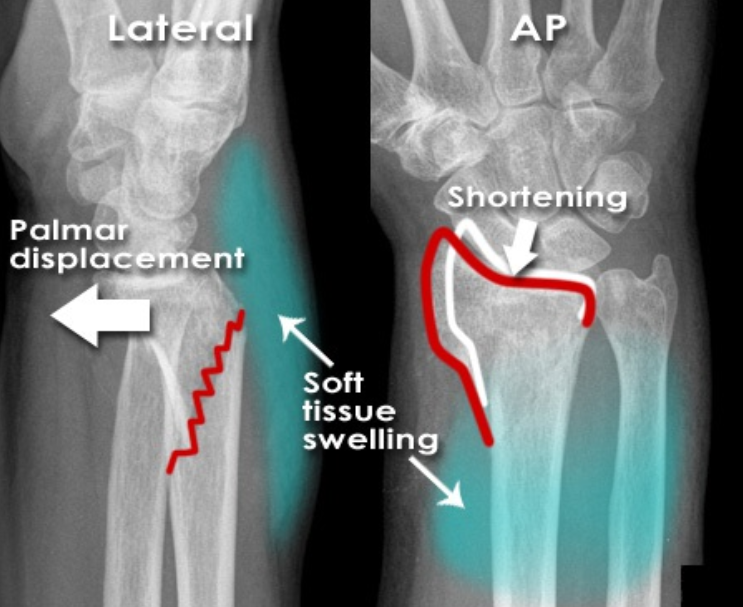 Lateral
AP
Shortening
Palmar
displacement
Soft
tissue
swelling